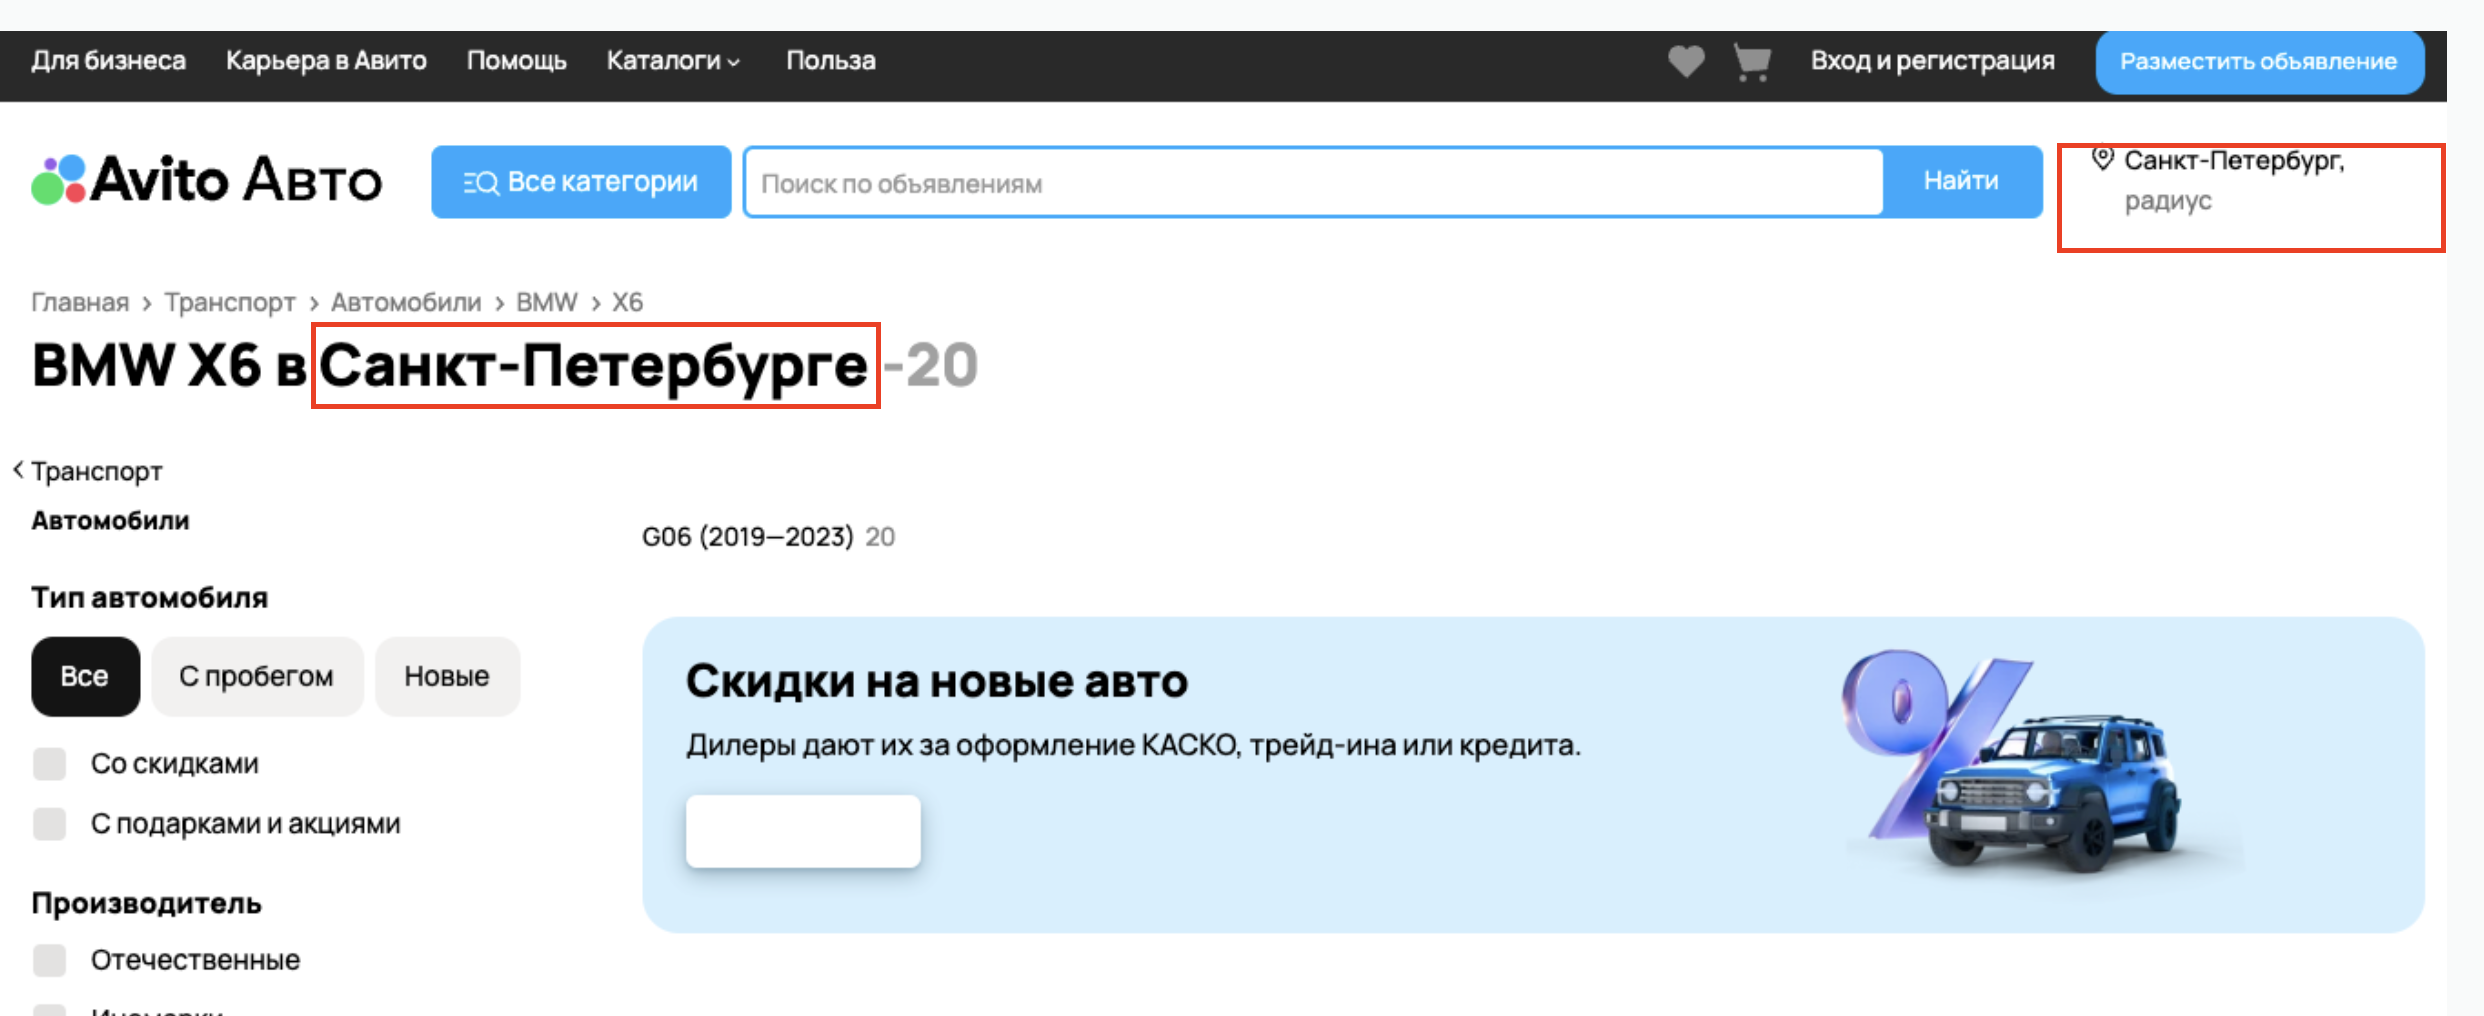 Для бизнеса Карьера в Авито Помощь Каталоги Польза Вход и регистрация Разместить объявление
Avito Авто Все категории Поиск по объявлениям Найти Санкт-Петербург,
радиус
Главная > Транспорт > Автомобили > BMW > X6
BMW X6 в Санкт-Петербурге -20
< Транспорт
Автомобили
G06 (2019—2023) 20
Тип автомобиля
Все С пробегом Новые
Со скидками
С подарками и акциями
Производитель
Отечественные
Скидки на новые авто
Дилеры дают их за оформление КАСКО, трейд-ина или кредита.